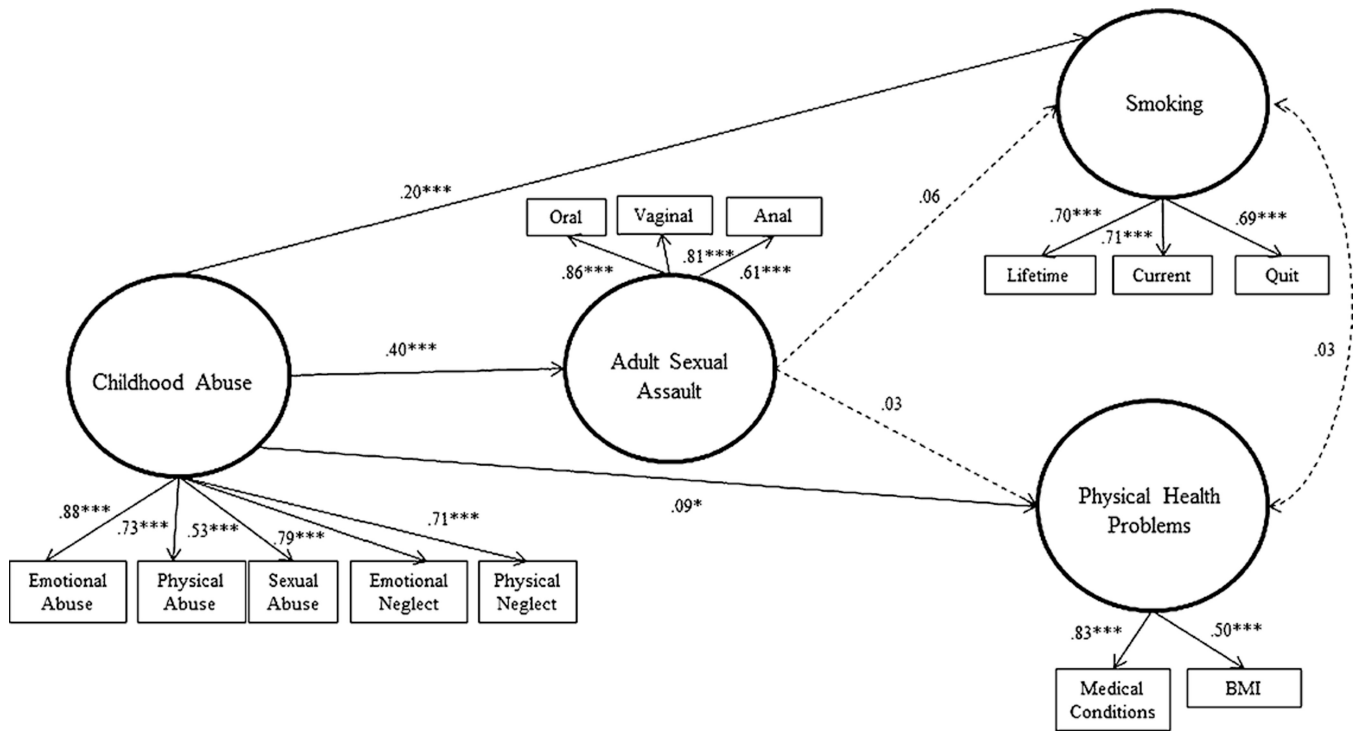 Smoking
.20***
.06
Oral
Vaginal
Anal
.86***
.81***
.61***
.70***
.71***
.69***
Lifetime
Current
Quit
Childhood Abuse
.40***
Adult Sexual
Assault
.03
.03
.09*
Physical Health
Problems
.88***
.73***
.53***
.79***
.71***
Emotional
Abuse
Physical
Abuse
Sexual
Abuse
Emotional
Neglect
Physical
Neglect
.83***
.50***
Medical
Conditions
BMI